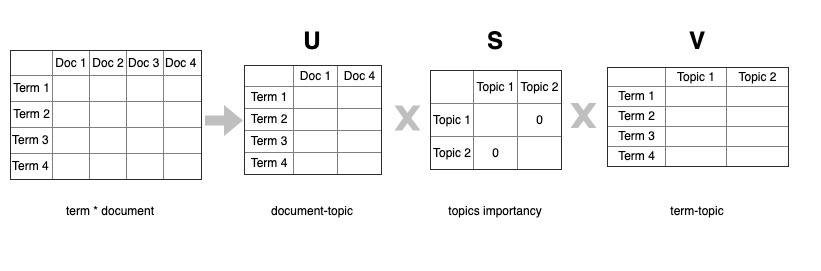 U S V
Doc 1 Doc 2 Doc 3 Doc 4
Term 1
Term 2
Term 3
Term 4
term * document
Doc 1 Doc 4
Term 1
Term 2
Term 3
Term 4
document-topic
X
Topic 1 Topic 2
Topic 1 0
Topic 2 0
topics importancy
X
Topic 1 Topic 2
Term 1
Term 2
Term 3
Term 4
term-topic